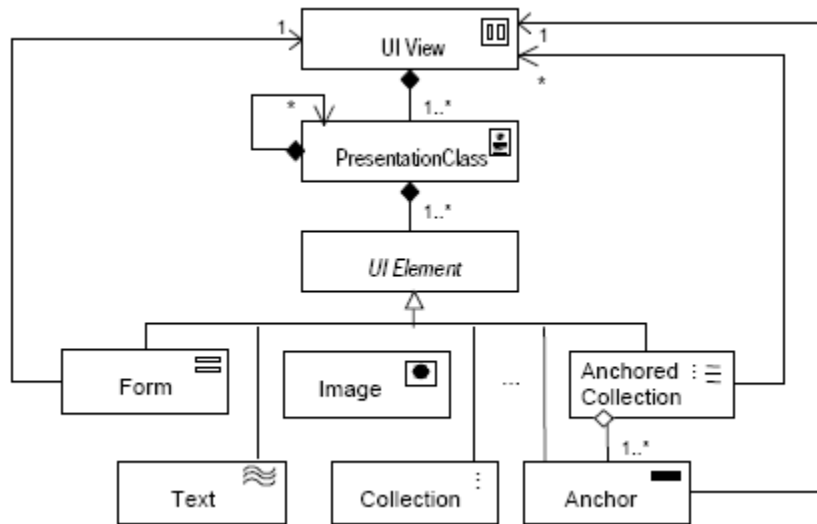 1
UI View
1
*
1..*
*
PresentationClass
1..*
UI Element
Form
Image
...
Anchored
Collection
1..*
Text
Collection
Anchor